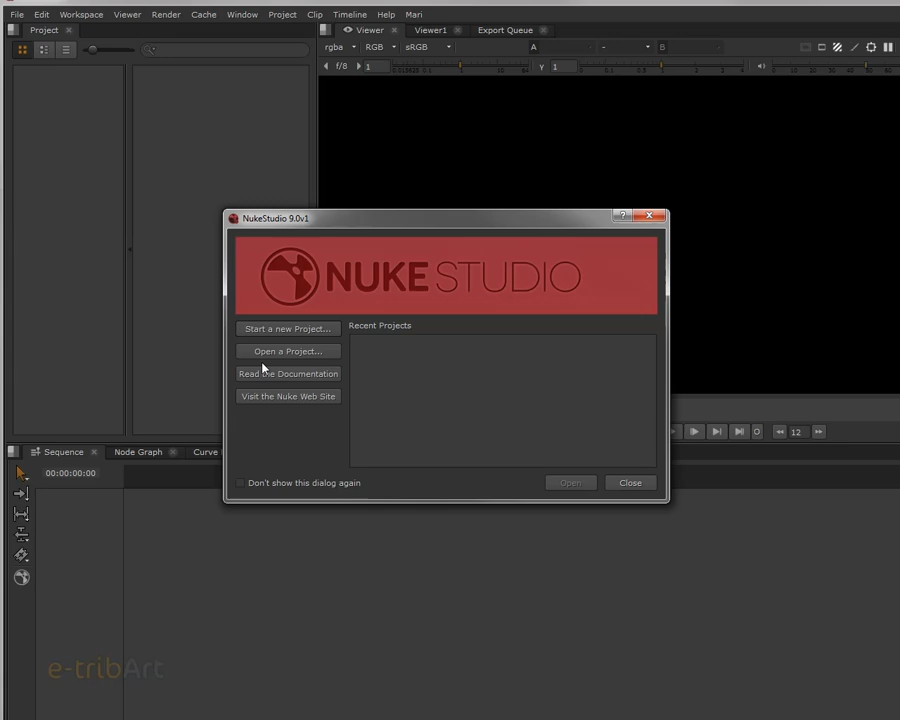 File Edit Workspace Viewer Render Cache Window Project Clip Timeline Help Mari
Project
Viewer Viewer1 Export Queue
rgba RGB sRGB A - B
f/8 1 Y 1
NukeStudio 9.0v1
NUKE STUDIO
Start a new Project... Recent Projects
Open a Project...
Read the Documentation
Visit the Nuke Web Site
12
Sequence Node Graph Curve
00:00:00:00
Don't show this dialog again Open Close
e-tribArt